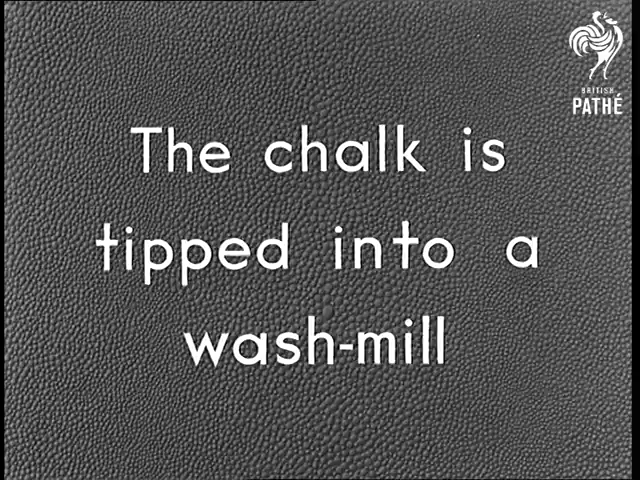 BRITISH
PATHÉ
The chalk is
tipped into a
wash-mill